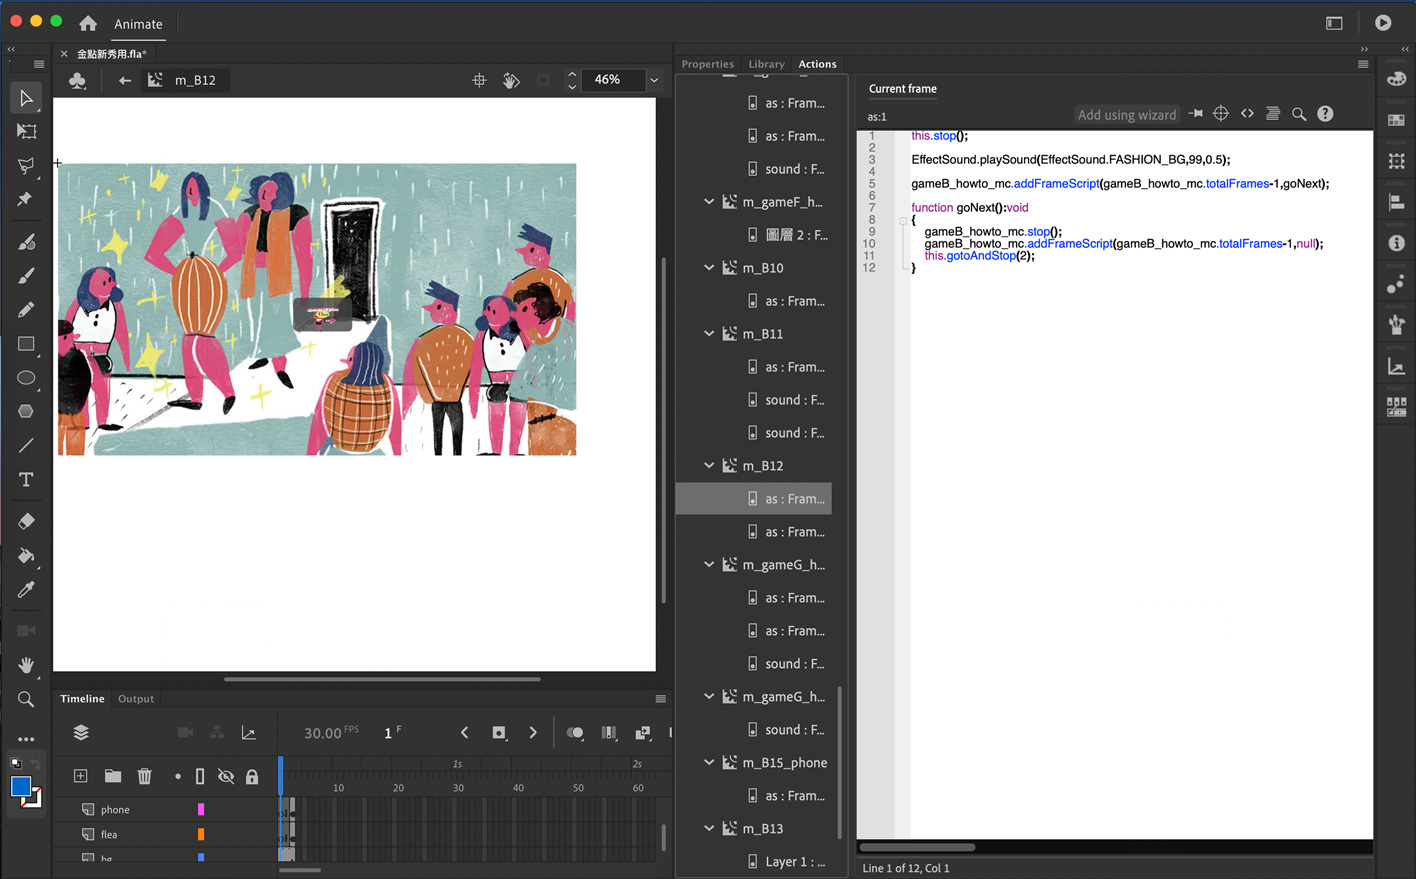 Animate
金點新秀用.fla*
m_B12
46%
Properties
Library
Actions
as : Fram...
as : Fram...
sound : F...
m_gameF_h...
圖層 2 : F...
m_B10
as : Fram...
m_B11
as : Fram...
sound : F...
sound : F...
m_B12
as : Fram...
as : Fram...
m_gameG_h...
as : Fram...
as : Fram...
sound : F...
m_gameG_h...
sound : F...
m_B15_phone
as : Fram...
m_B13
Layer 1 : ...
Current frame
as:1
Add using wizard
1 this.stop();
2
3 EffectSound.playSound(EffectSound.FASHION_BG,99,0.5);
4
5 gameB_howto_mc.addFrameScript(gameB_howto_mc.totalFrames-1,goNext);
6
7 function goNext():void
8 {
9 gameB_howto_mc.stop();
10 gameB_howto_mc.addFrameScript(gameB_howto_mc.totalFrames-1,null);
11 this.gotoAndStop(2);
12 }
Line 1 of 12, Col 1
Timeline
Output
30.00 FPS
1 F
1s
2s
10 20 30 40 50 60
phone
flea
bg